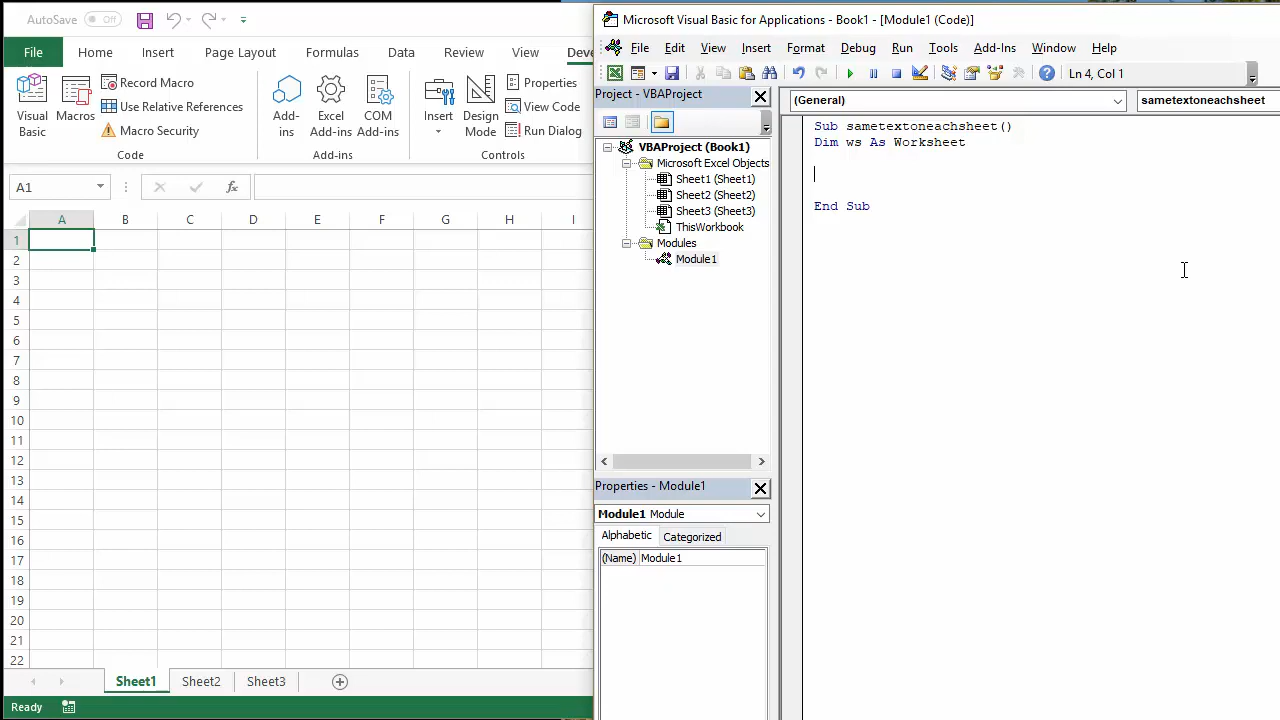 AutoSave Off
File Home Insert Page Layout Formulas Data Review View Deve
Visual Basic
Macros
Record Macro
Use Relative References
Macro Security
Code
Add-ins
Excel Add-ins
COM Add-ins
Add-ins
Insert
Design Mode
Properties
View Code
Run Dialog
Controls
A1
fx
A B C D E F G H I
1
2
3
4
5
6
7
8
9
10
11
12
13
14
15
16
17
18
19
20
21
22
Sheet1 Sheet2 Sheet3
Ready
Microsoft Visual Basic for Applications - Book1 - [Module1 (Code)]
File Edit View Insert Format Debug Run Tools Add-Ins Window Help
Ln 4, Col 1
Project - VBAProject
VBAProject (Book1)
Microsoft Excel Objects
Sheet1 (Sheet1)
Sheet2 (Sheet2)
Sheet3 (Sheet3)
ThisWorkbook
Modules
Module1
Properties - Module1
Module1 Module
Alphabetic Categorized
(Name) Module1
(General) sametextoneachsheet
Sub sametextoneachsheet()
Dim ws As Worksheet
End Sub